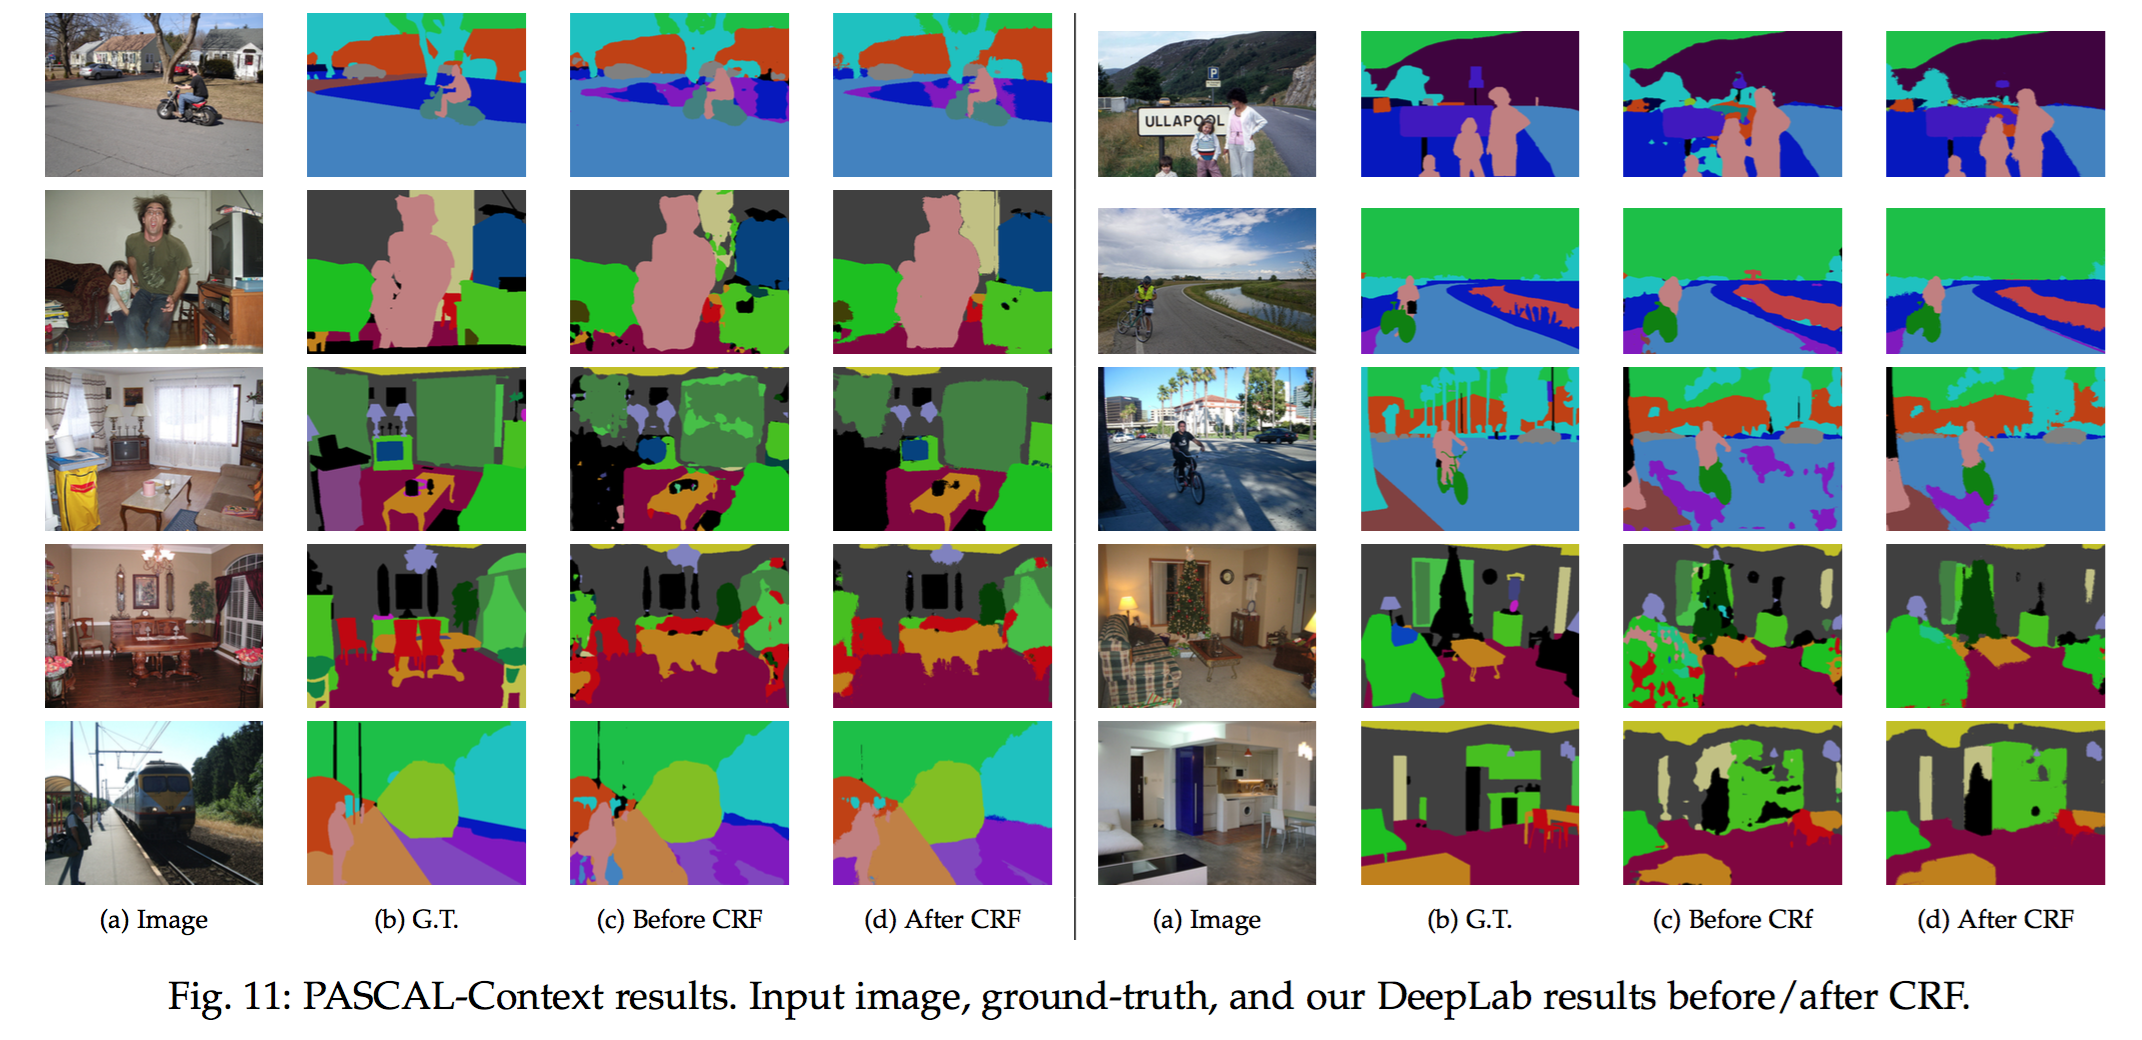 P
ULLAPOOL
(a) Image
(b) G.T.
(c) Before CRF
(d) After CRF
(a) Image
(b) G.T.
(c) Before CRf
(d) After CRF
Fig. 11: PASCAL-Context results. Input image, ground-truth, and our DeepLab results before/after CRF.